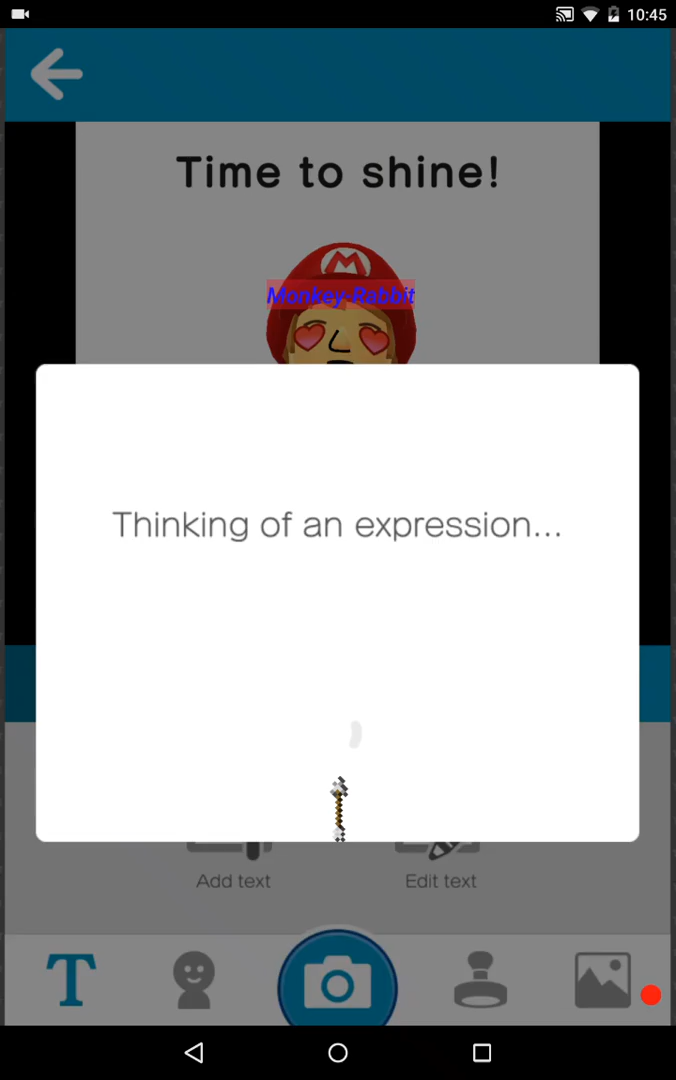 10:45
Time to shine!
M
Monkey-Rabbit
Thinking of an expression...
Add text
Edit text
T